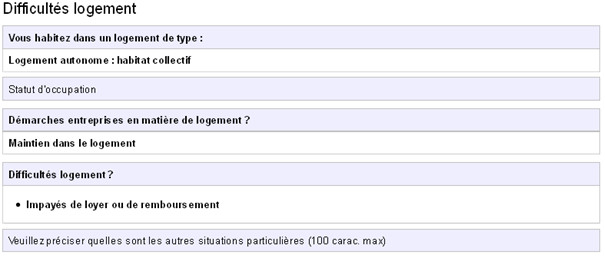 Difficultés logement
Vous habitez dans un logement de type :
Logement autonome : habitat collectif
Statut d'occupation
Démarches entreprises en matière de logement ?
Maintien dans le logement
Difficultés logement ?
• Impayés de loyer ou de remboursement
Veuillez préciser quelles sont les autres situations particulières (100 carac. max)